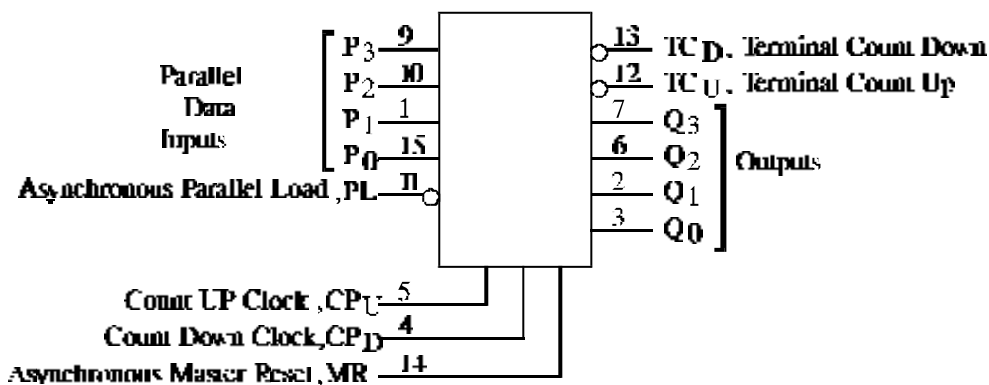 P3 9
P2 10
P1 1
P0 15
Parallel
Data
Inputs
Asynchronous Parallel Load ,PL 11
13 TCD, Terminal Count Down
12 TCU, Terminal Count Up
7 Q3
6 Q2
2 Q1
3 Q0
Outputs
Count UP Clock ,CPU 5
Count Down Clock,CPD 4
Asynchronous Master Reset ,MR 14